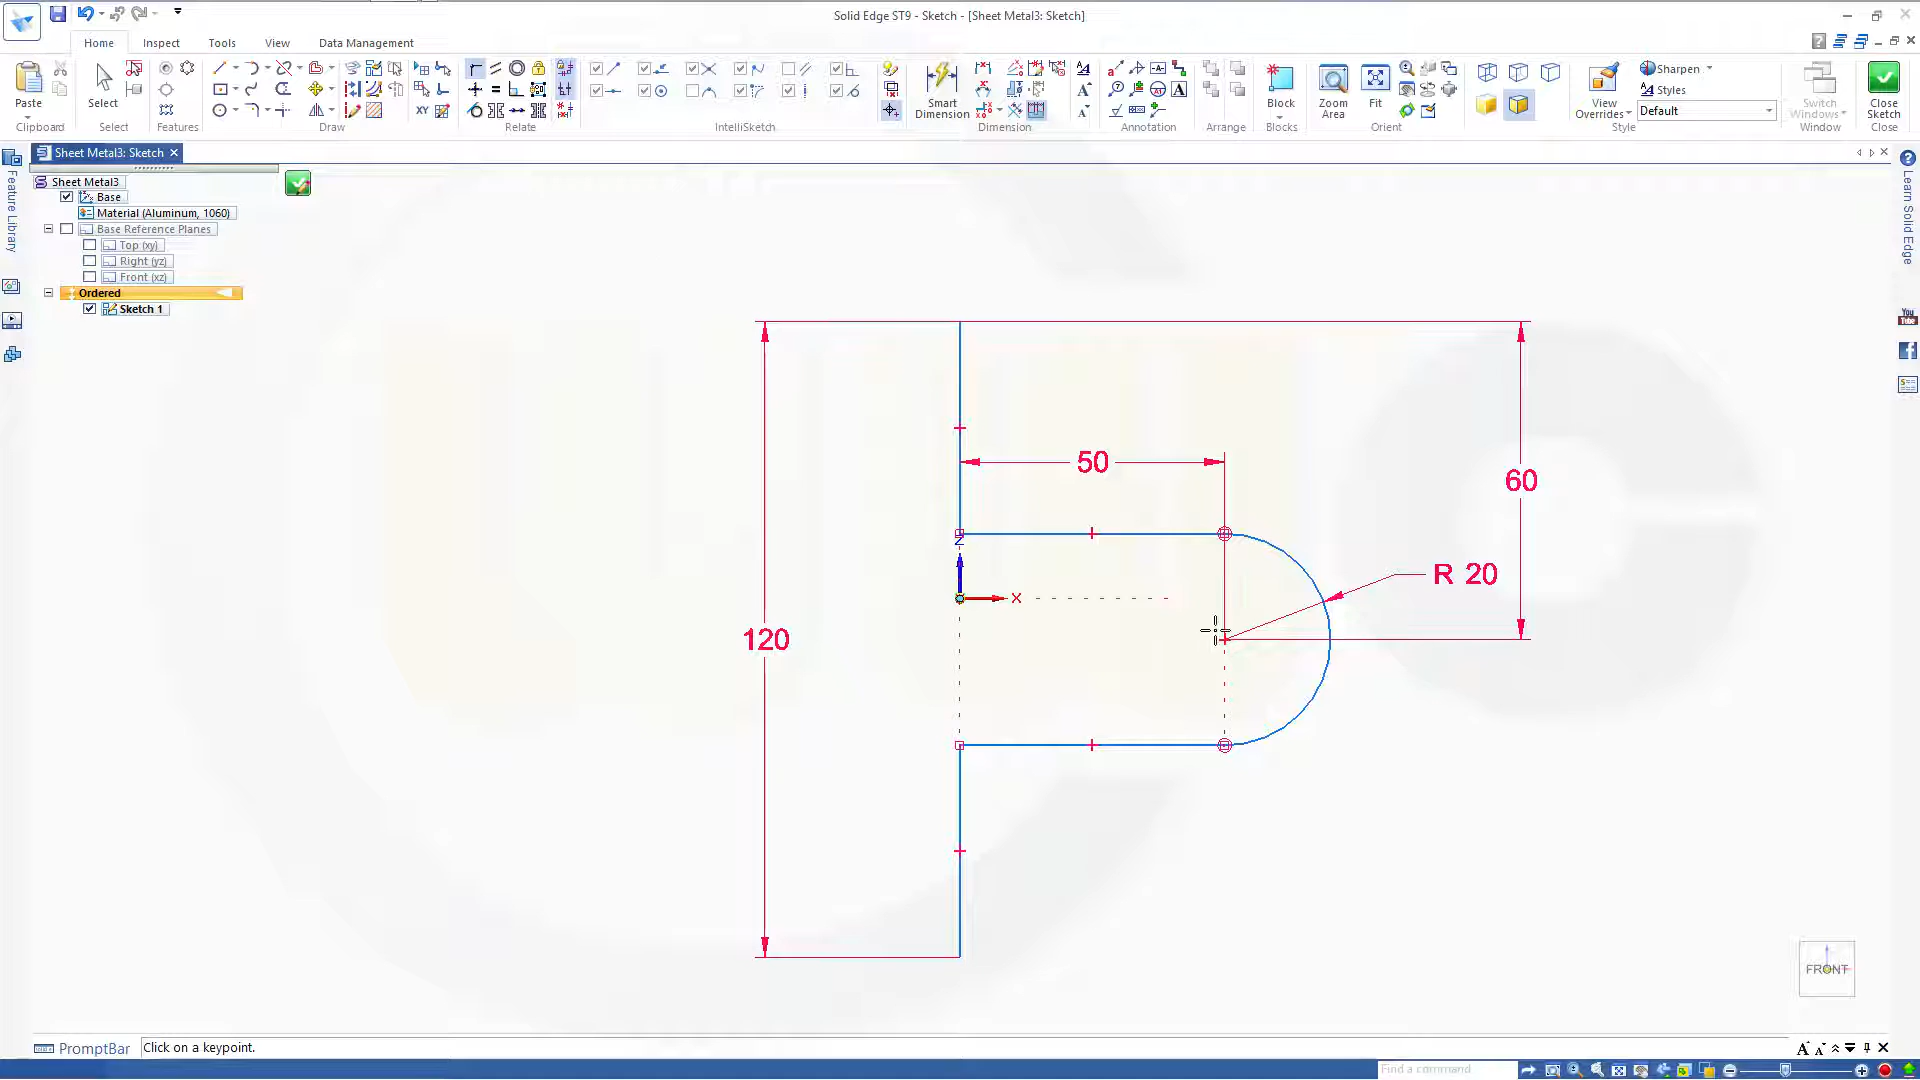 Solid Edge ST9 - Sketch - [Sheet Metal3: Sketch]
Home Inspect Tools View Data Management
Paste
Clipboard
Select
Select
Features
Draw
XY
Relate
IntelliSketch
Smart Dimension
Dimension
Annotation
Arrange
Block
Blocks
Zoom Area
Fit
Orient
View Overrides
Sharpen
Styles
Default
Style
Switch Windows
Window
Close Sketch
Close
Sheet Metal3: Sketch
Feature Library
Sheet Metal3
Base
Material (Aluminum, 1060)
Base Reference Planes
Top (xy)
Right (yz)
Front (xz)
Ordered
Sketch 1
Learn Solid Edge
You Tube
50
60
R 20
Z
X
120
FRONT
PromptBar
Click on a keypoint.
Find a command